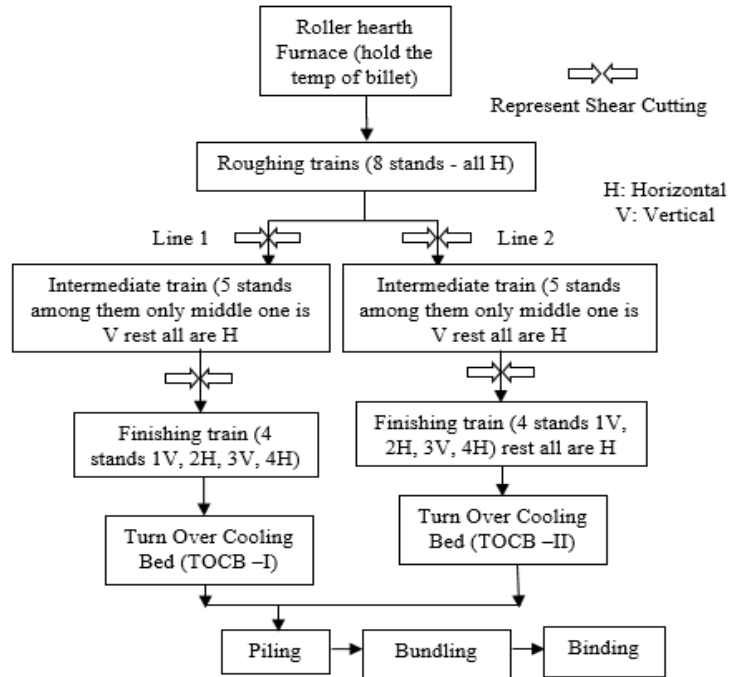 Roller hearth
Furnace (hold the
temp of billet)
Represent Shear Cutting
Roughing trains (8 stands - all H)
H: Horizontal
V: Vertical
Line 1
Line 2
Intermediate train (5 stands
among them only middle one is
V rest all are H
Intermediate train (5 stands
among them only middle one is
V rest all are H
Finishing train (4
stands 1V, 2H, 3V, 4H)
Finishing train (4 stands 1V,
2H, 3V, 4H) rest all are H
Turn Over Cooling
Bed (TOCB –I)
Turn Over Cooling
Bed (TOCB –II)
Piling
Bundling
Binding